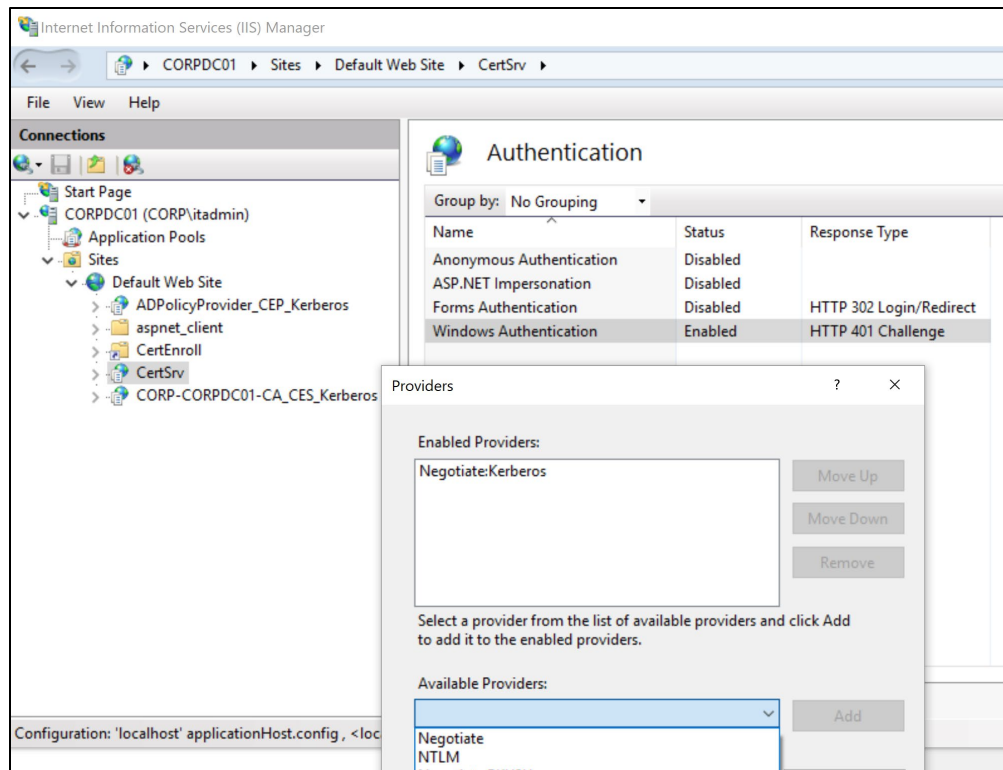 Internet Information Services (IIS) Manager
CORPDC01 Sites Default Web Site CertSrv
File View Help
Connections
Start Page
CORPDC01 (CORP\itadmin)
Application Pools
Sites
Default Web Site
ADPolicyProvider_CEP_Kerberos
aspnet_client
CertEnroll
CertSrv
CORP-CORPDC01-CA_CES_Kerberos
Authentication
Group by: No Grouping
Name Status Response Type
Anonymous Authentication Disabled
ASP.NET Impersonation Disabled
Forms Authentication Disabled HTTP 302 Login/Redirect
Windows Authentication Enabled HTTP 401 Challenge
Providers ?
Enabled Providers:
Negotiate:Kerberos
Move Up
Move Down
Remove
Select a provider from the list of available providers and click Add
to add it to the enabled providers.
Available Providers:
Add
Negotiate
NTLM
Configuration: 'localhost' applicationHost.config , <loc